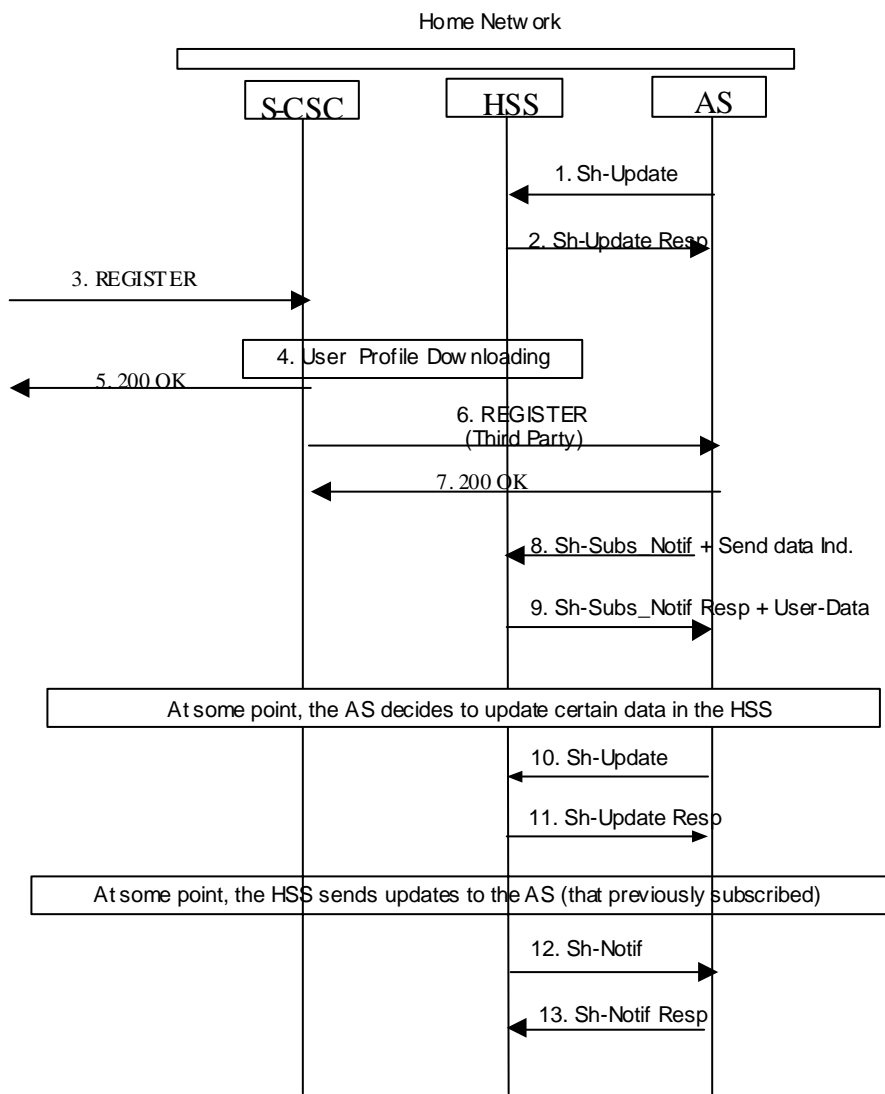 Home Network
S-CSC
HSS
AS
1. Sh-Update
2. Sh-Update Resp
3. REGISTER
4. User Profile Downloading
5. 200 OK
6. REGISTER
(Third Party)
7. 200 OK
8. Sh-Subs_Notif + Send data Ind.
9. Sh-Subs_Notif Resp + User-Data
At some point, the AS decides to update certain data in the HSS
10. Sh-Update
11. Sh-Update Resp
At some point, the HSS sends updates to the AS (that previously subscribed)
12. Sh-Notif
13. Sh-Notif Resp